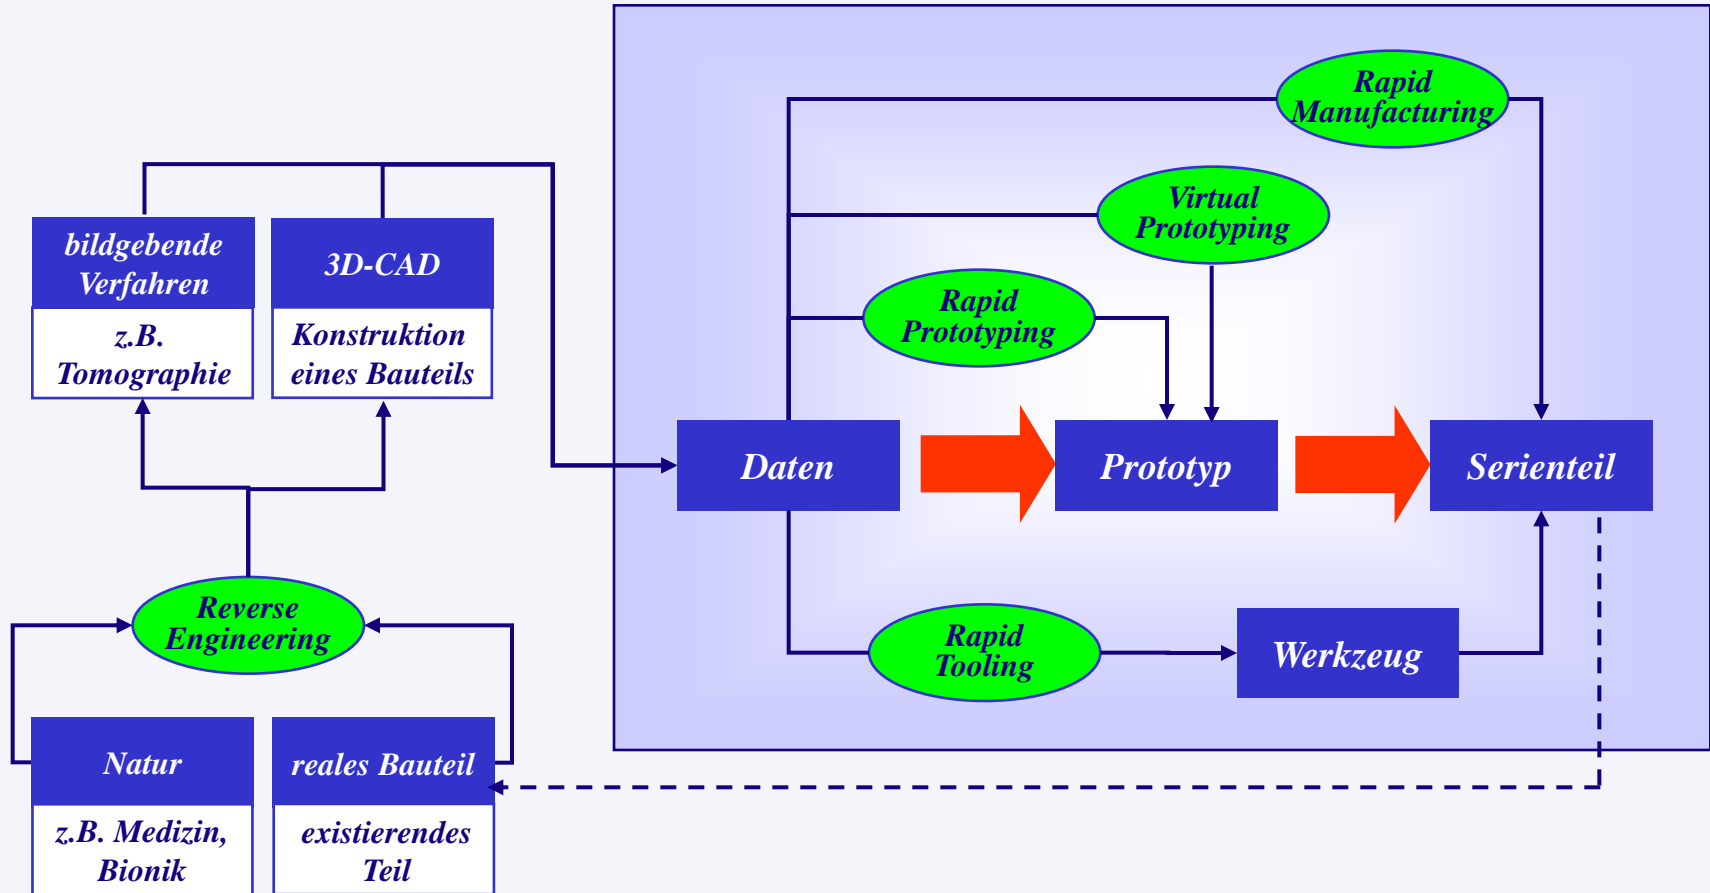 Rapid
Manufacturing
Virtual
Prototyping
bildgebende
Verfahren
z.B.
Tomographie
3D-CAD
Konstruktion
eines Bauteils
Rapid
Prototyping
Daten
Prototyp
Serienteil
Reverse
Engineering
Rapid
Tooling
Werkzeug
Natur
z.B. Medizin,
Bionik
reales Bauteil
existierendes
Teil